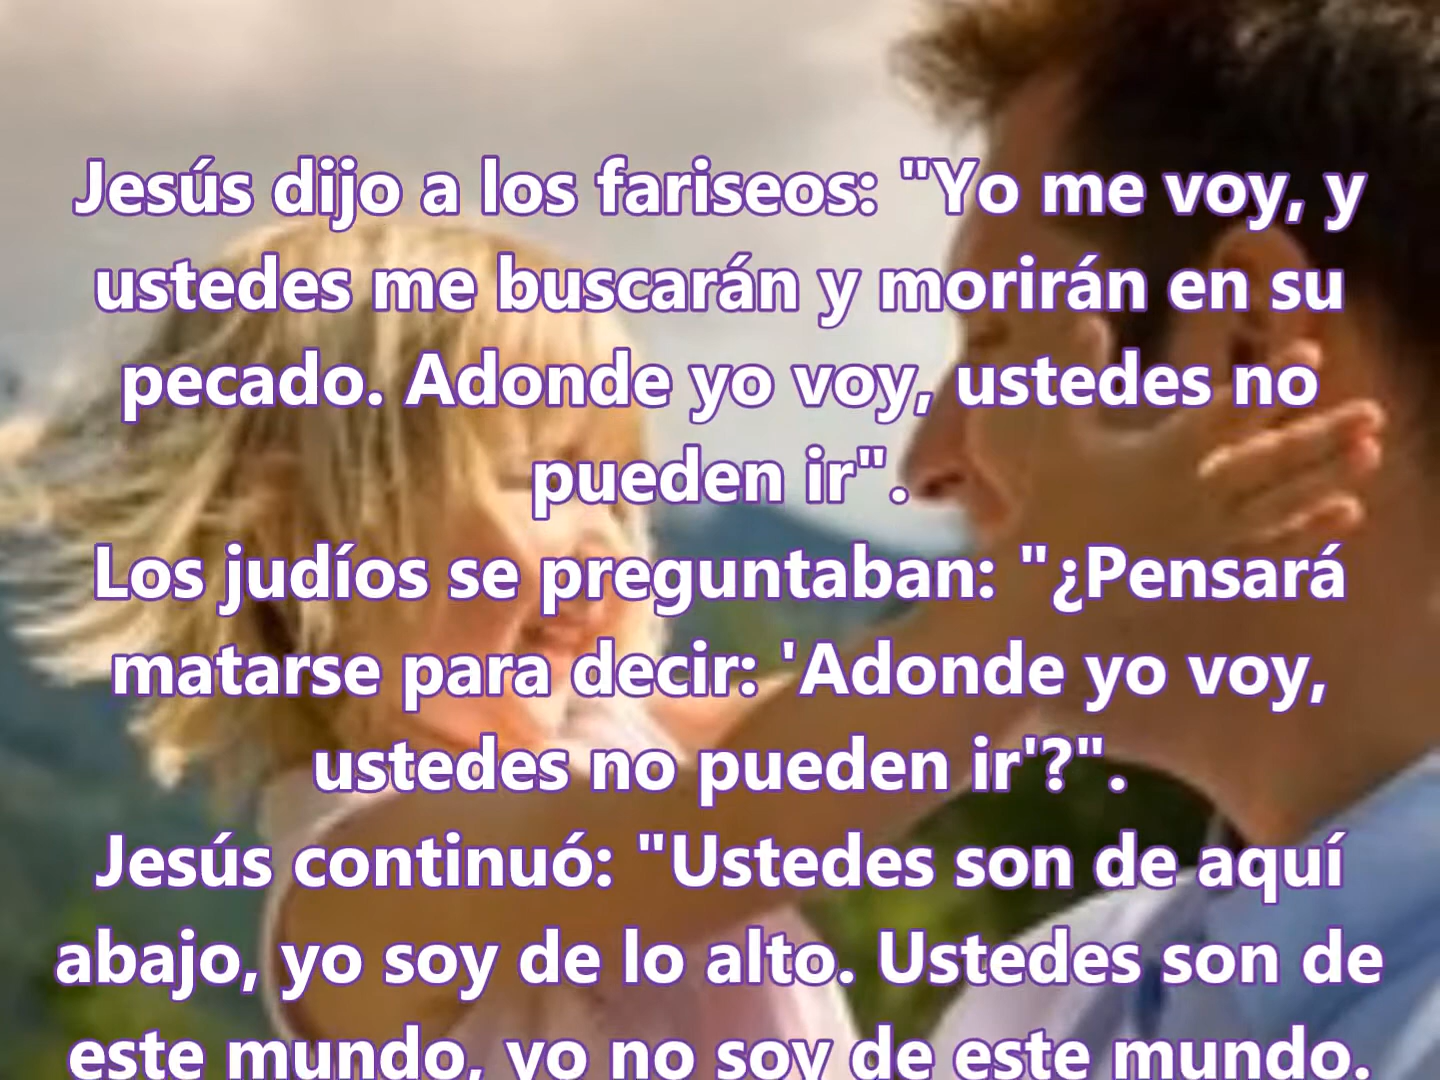 Jesús dijo a los fariseos: "Yo me voy, y
ustedes me buscarán y morirán en su
pecado. Adonde yo voy, ustedes no
pueden ir".
Los judíos se preguntaban: "¿Pensará
matarse para decir: 'Adonde yo voy,
ustedes no pueden ir'?".
Jesús continuó: "Ustedes son de aquí
abajo, yo soy de lo alto. Ustedes son de
este mundo, yo no soy de este mundo.